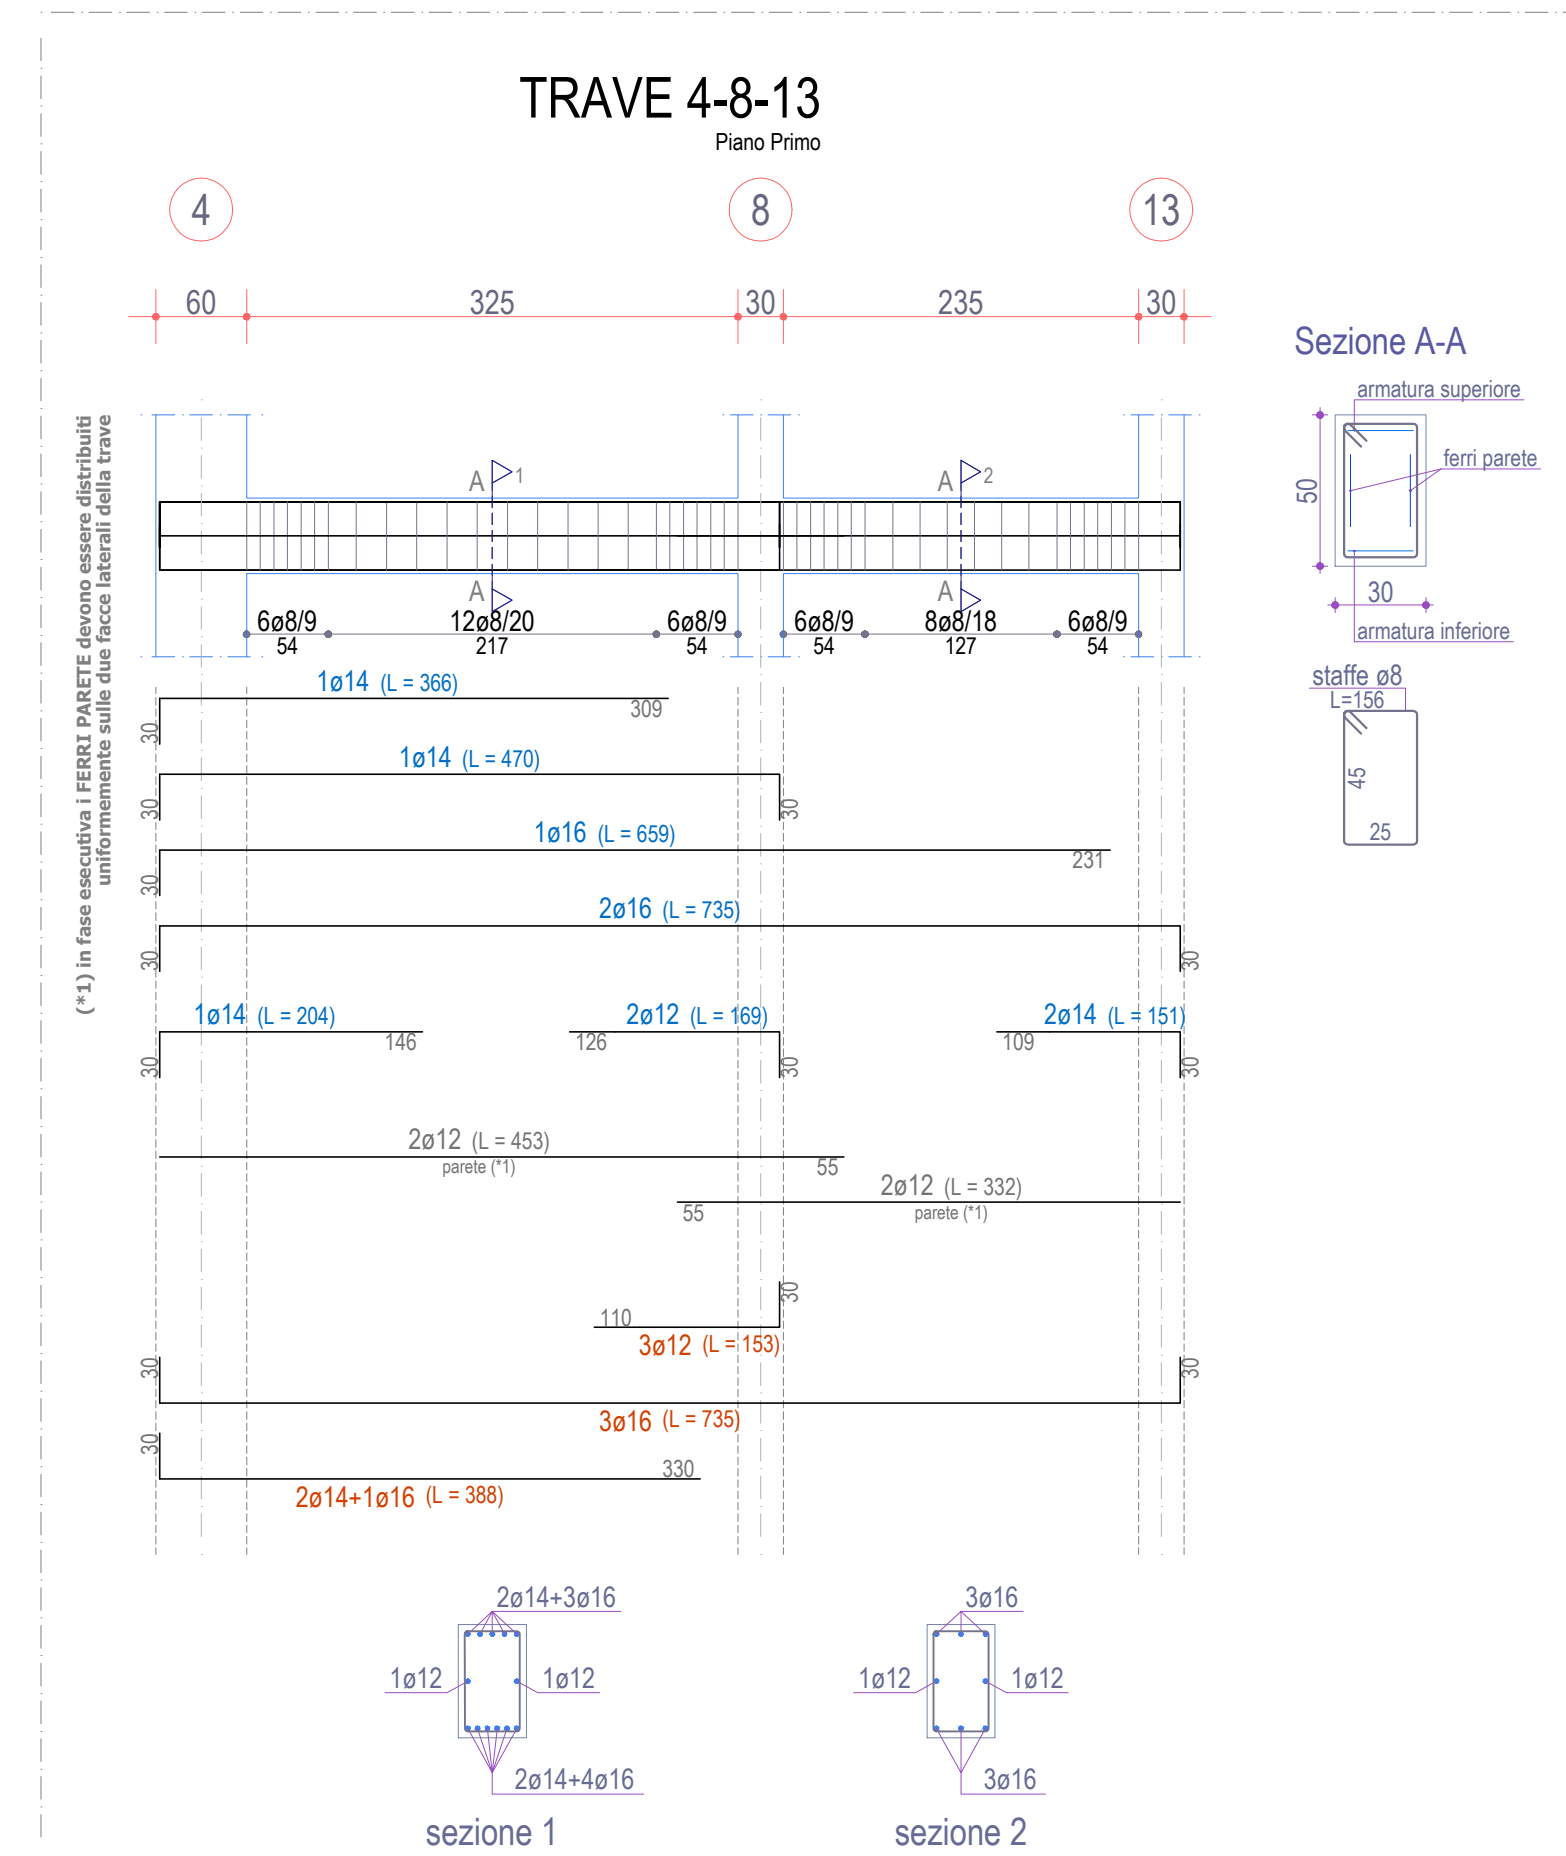 TRAVE 4-8-13
Piano Primo
4
8
13
60
325
30
235
30
Sezione A-A
armatura superiore
ferri parete
50
30
armatura inferiore
staffe ø8
L=156
45
25
(*1) in fase esecutiva i FERRI PARETE devono essere distribuiti
uniformemente sulle due facce laterali della trave
A
1
A
2
A
A
6ø8/9
12ø8/20
6ø8/9
6ø8/9
8ø8/18
6ø8/9
54
217
54
54
127
54
1ø14 (L = 366)
30
309
1ø14 (L = 470)
30
30
1ø16 (L = 659)
30
231
2ø16 (L = 735)
30
30
1ø14 (L = 204)
30
146
2ø12 (L = 169)
126
30
2ø14 (L = 151)
109
30
2ø12 (L = 453)
parete (*1)
55
2ø12 (L = 332)
55
parete (*1)
30
110
3ø12 (L = 153)
30
30
3ø16 (L = 735)
30
330
2ø14+1ø16 (L = 388)
2ø14+3ø16
1ø12
1ø12
2ø14+4ø16
sezione 1
3ø16
1ø12
1ø12
3ø16
sezione 2